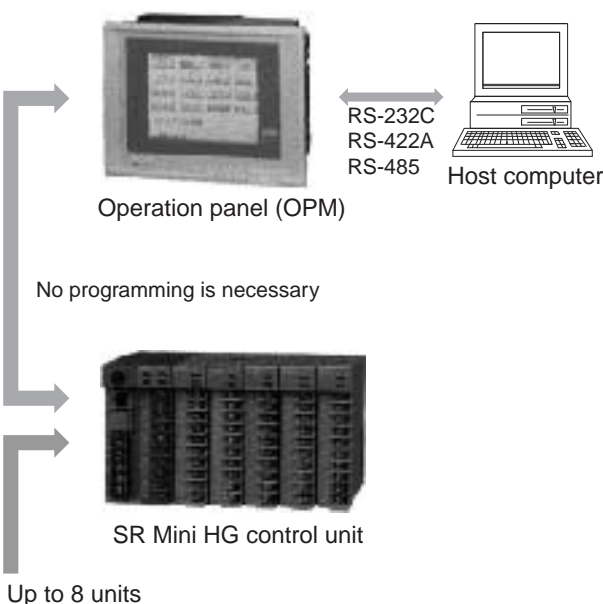 RS-232C
RS-422A
RS-485
Host computer
Operation panel (OPM)
No programming is necessary
SR Mini HG control unit
Up to 8 units